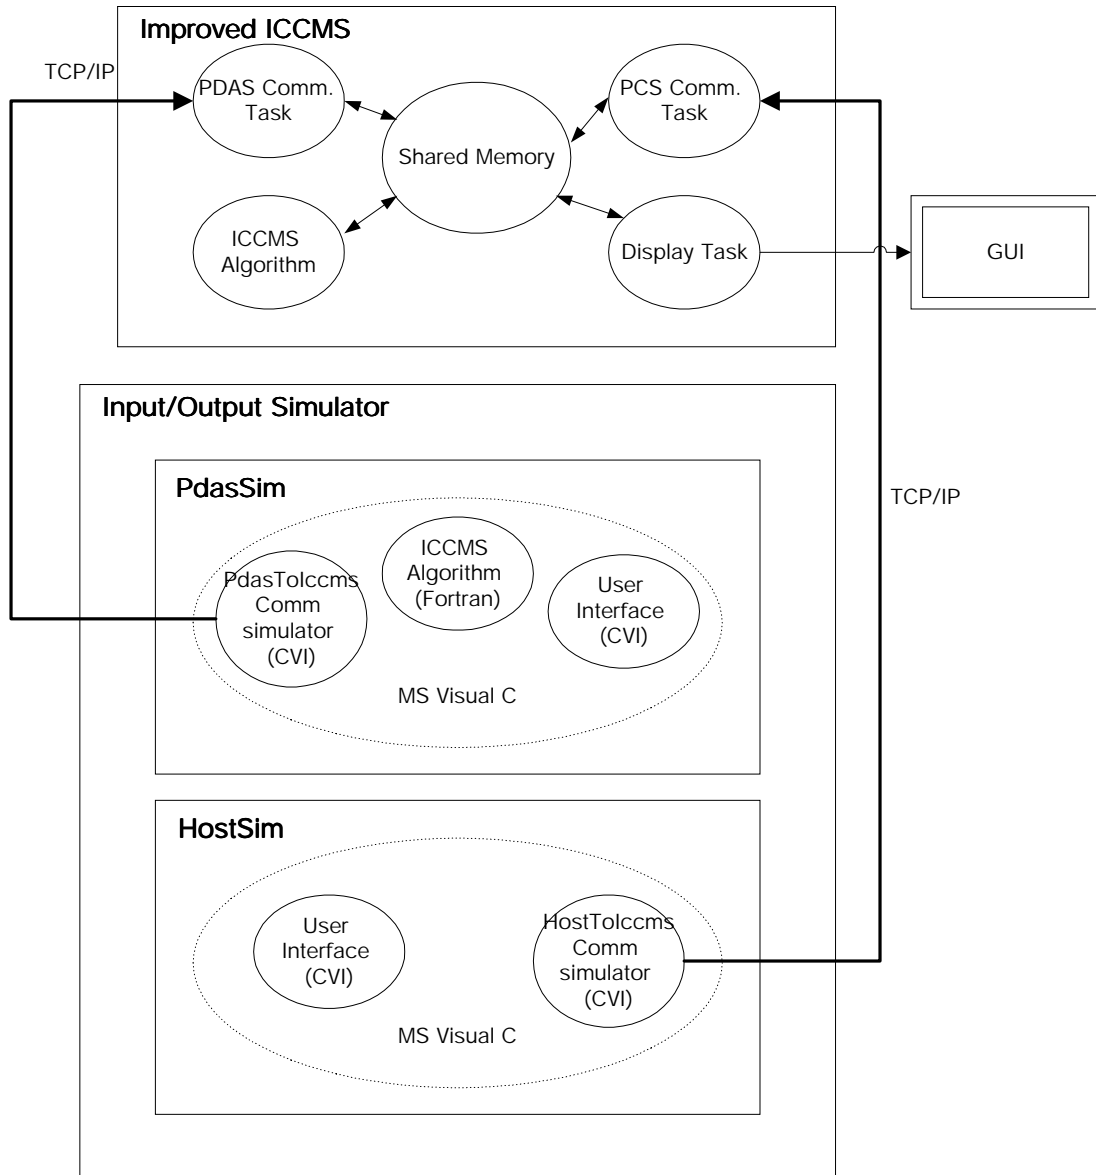 Improved ICCMS
TCP/IP
PDAS Comm.
Task
PCS Comm.
Task
Shared Memory
ICCMS
Algorithm
Display Task
GUI
Input/Output Simulator
PdasSim
TCP/IP
PdasToIccms
Comm
simulator
(CVI)
ICCMS
Algorithm
(Fortran)
User
Interface
(CVI)
MS Visual C
HostSim
User
Interface
(CVI)
HostToIccms
Comm
simulator
(CVI)
MS Visual C